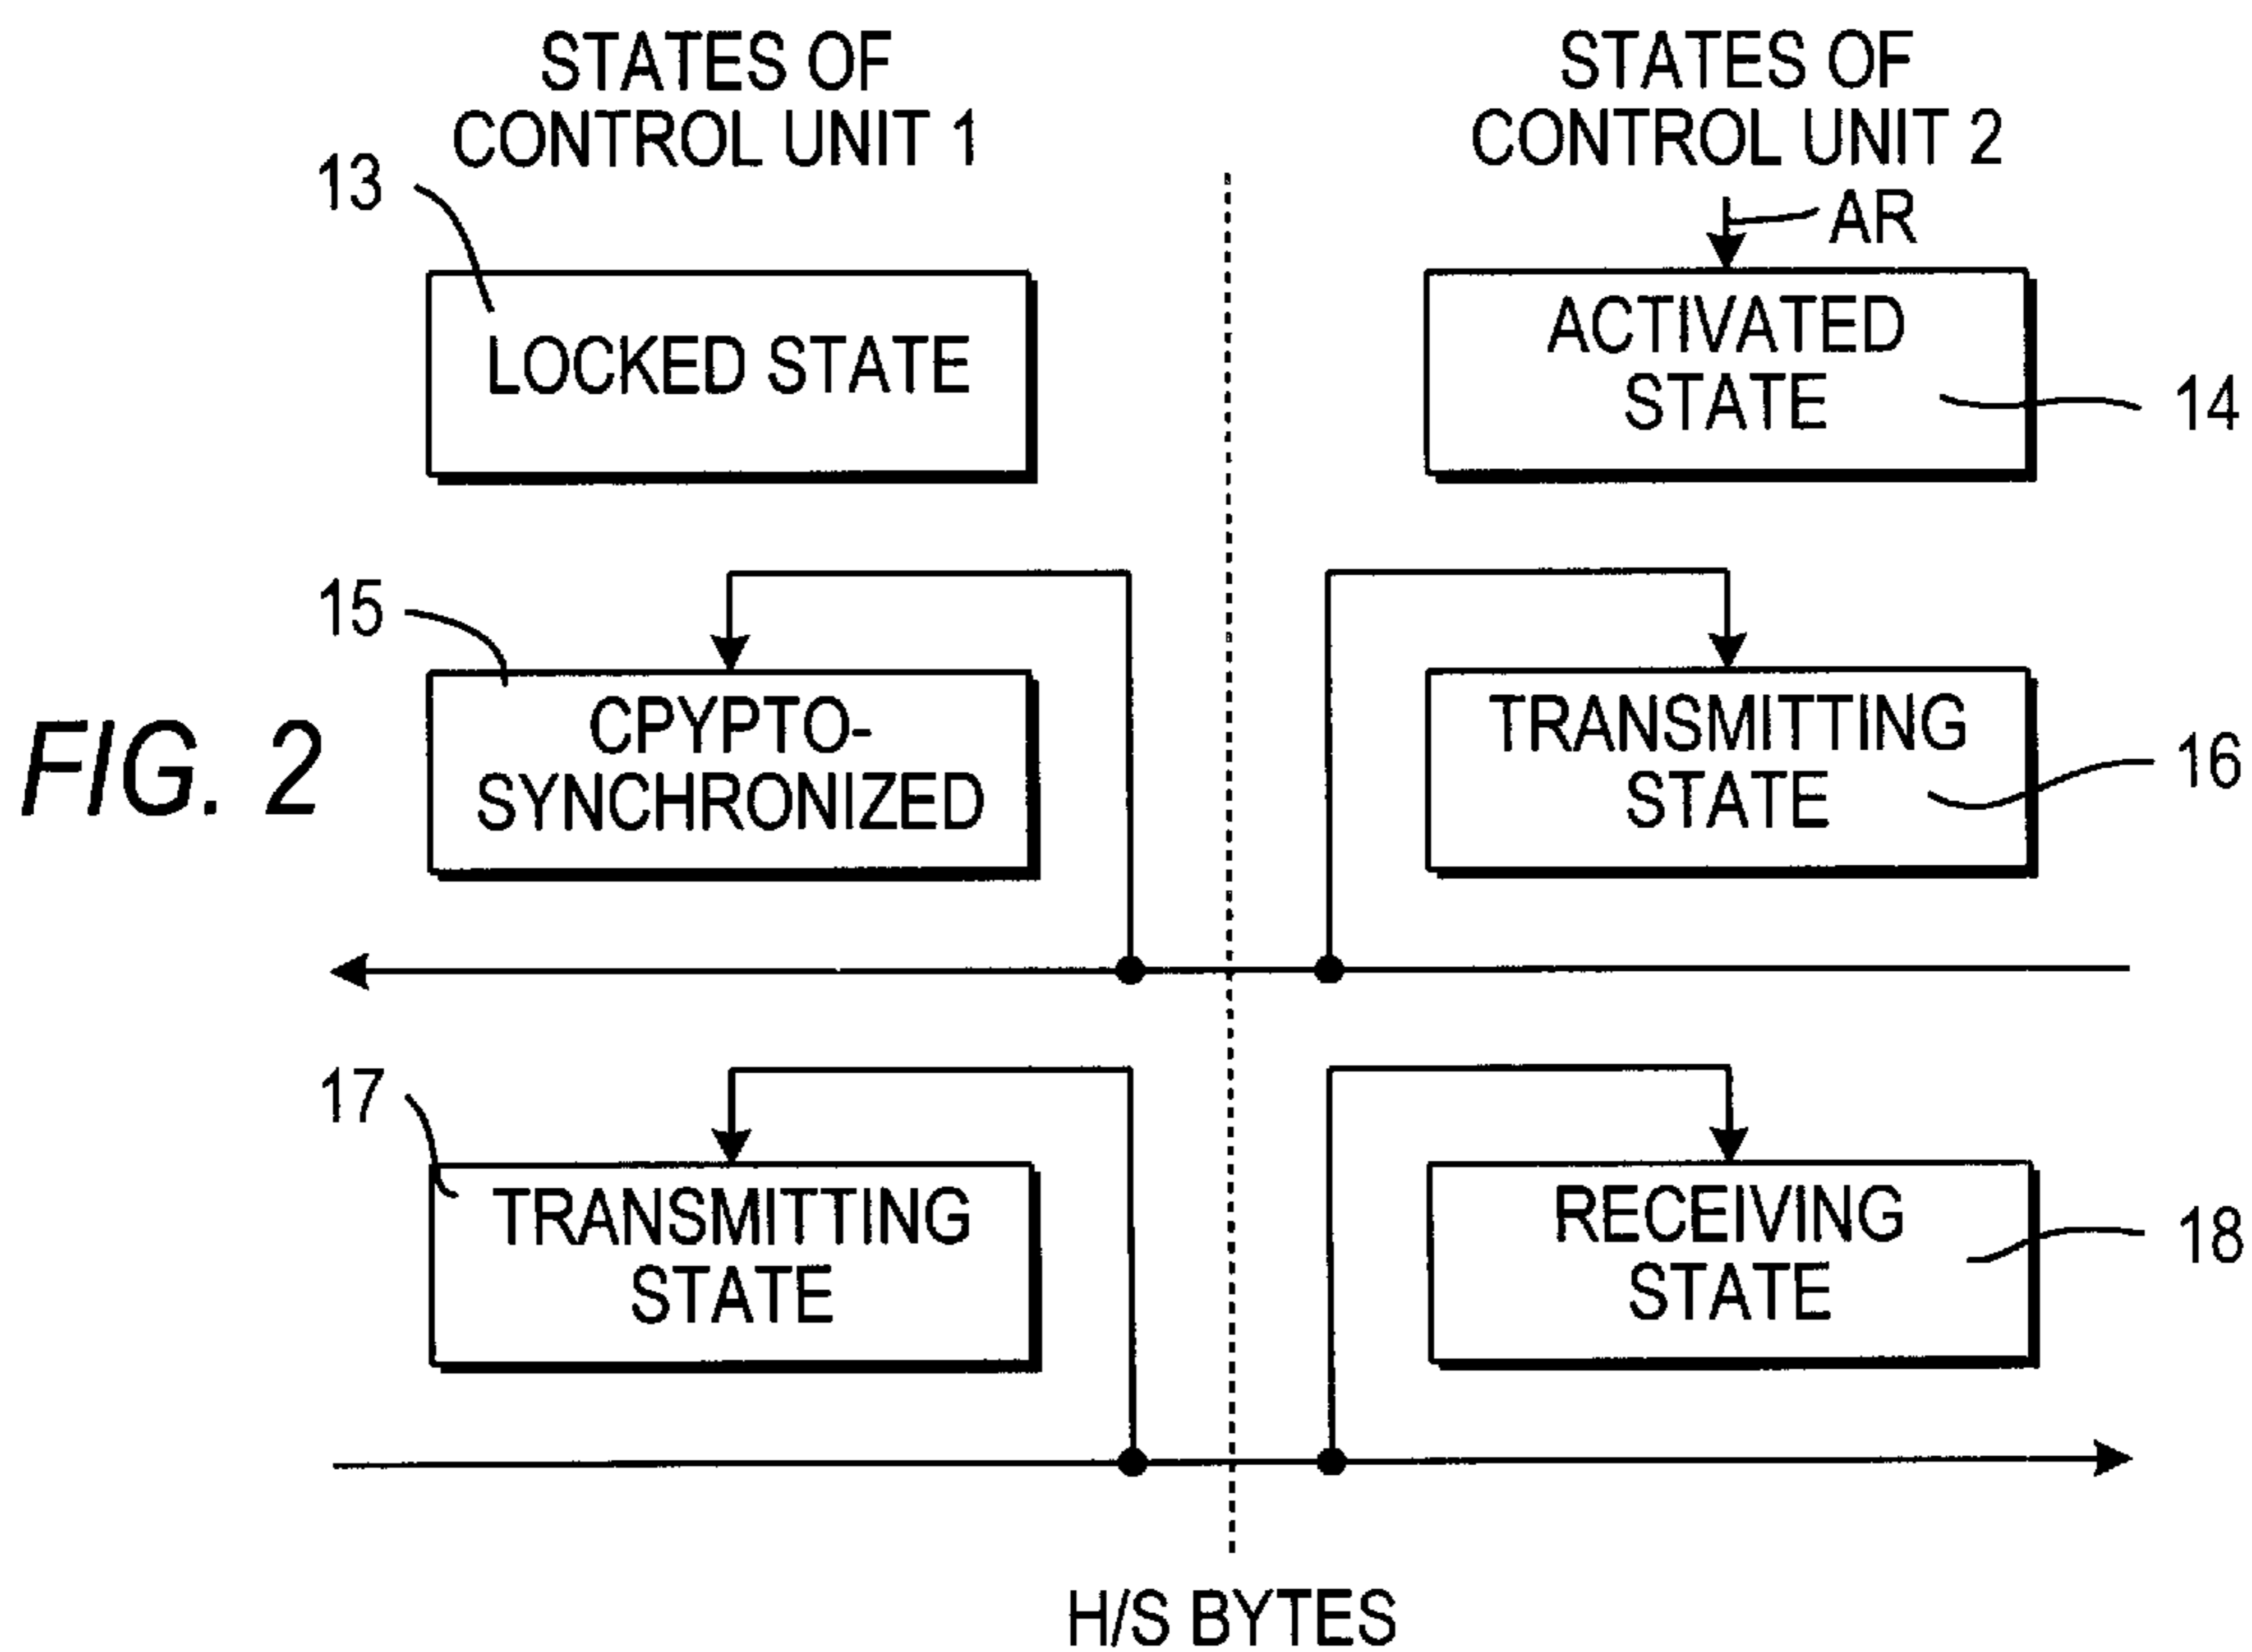 STATES OF
CONTROL UNIT 1
STATES OF
CONTROL UNIT 2
13
AR
LOCKED STATE
ACTIVATED
STATE
14
15
CPYPTO-
SYNCHRONIZED
TRANSMITTING
STATE
16
FIG. 2
17
TRANSMITTING
STATE
RECEIVING
STATE
18
H/S BYTES